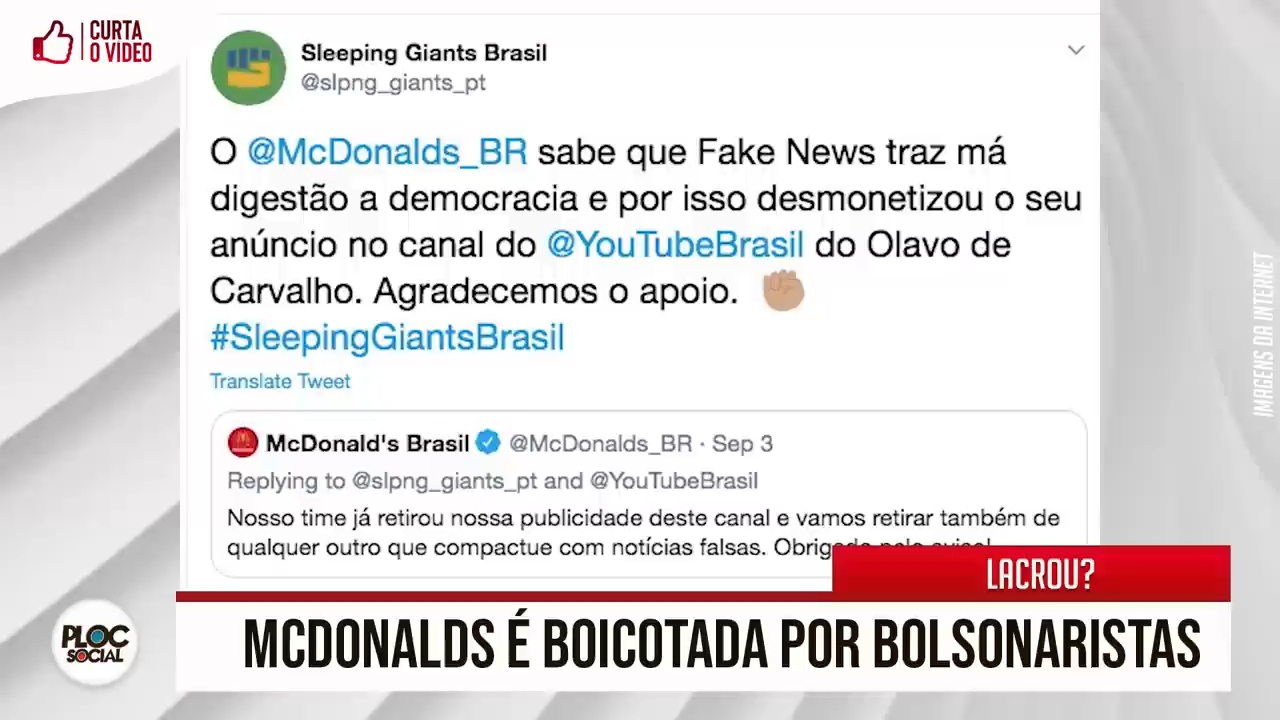 CURTA
O VIDEO
Sleeping Giants Brasil
@slpng_giants_pt
O @McDonalds_BR sabe que Fake News traz má
digestão a democracia e por isso desmonetizou o seu
anúncio no canal do @YouTubeBrasil do Olavo de
Carvalho. Agradecemos o apoio. ✊🏽
#SleepingGiantsBrasil
Translate Tweet
McDonald's Brasil @McDonalds_BR · Sep 3
Replying to @slpng_giants_pt and @YouTubeBrasil
Nosso time já retirou nossa publicidade deste canal e vamos retirar também de
qualquer outro que compactue com notícias falsas.
IMAGENS DA INTERNET
LACROU?
PLOC
SOCIAL
MCDONALDS É BOICOTADA POR BOLSONARISTAS